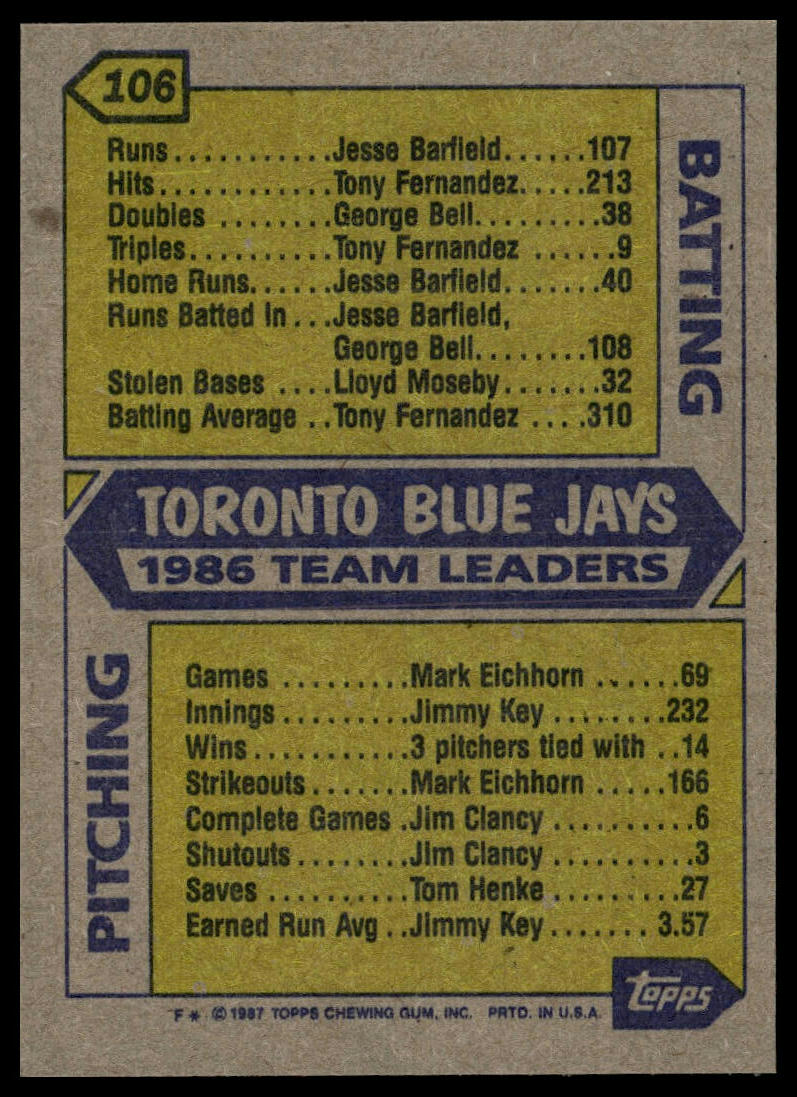 106
BATTING
Runs...........Jesse Barfield......107
Hits............Tony Fernandez.....213
Doubles ........George Bell.........38
Triples..........Tony Fernandez ......9
Home Runs......Jesse Barfield.......40
Runs Batted In ...Jesse Barfield,
George Bell........108
Stolen Bases ....Lloyd Moseby.......32
Batting Average ..Tony Fernandez ....310
TORONTO BLUE JAYS
1986 TEAM LEADERS
PITCHING
Games .........Mark Eichhorn ......69
Innings.........Jimmy Key ........232
Wins...........3 pitchers tied with ..14
Strikeouts.......Mark Eichhorn .....166
Complete Games .Jim Clancy ..........6
Shutouts........Jim Clancy ..........3
Saves ..........Tom Henke.........27
Earned Run Avg ..Jimmy Key.......3.57
topps
F * © 1987 TOPPS CHEWING GUM, INC. PRTD. IN U.S.A.